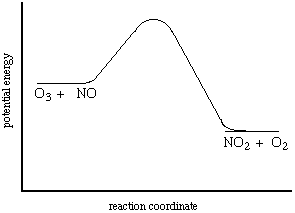 potential energy
O3 + NO
NO2 + O2
reaction coordinate